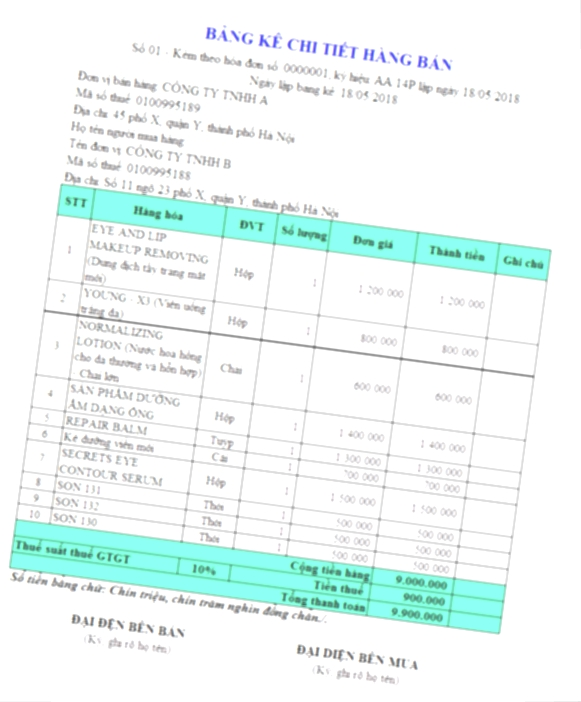 BẢNG KÊ CHI TIẾT HÀNG BÁN
Số 01 - Kèm theo hóa đơn số 0000001, ký hiệu AA 14P lập ngày 18/05/2018
Ngày lập bảng kê 18/05/2018
Đơn vị bán hàng CÔNG TY TNHH A
Mã số thuế 0100995189
Địa chỉ 45 phố X, quận Y, thành phố Hà Nội
Họ tên người mua hàng
Tên đơn vị CÔNG TY TNHH B
Mã số thuế 0100995188
Địa chỉ Số 11 ngõ 23 phố X, quận Y, thành phố Hà Nội
STT Hàng hóa ĐVT Số lượng Đơn giá Thành tiền Ghi chú
1 EYE AND LIP MAKEUP REMOVING (Dung dịch tẩy trang mắt môi) Hộp 1 1 200 000 1 200 000
2 YOUNG - X3 (Viên uống trắng da) Hộp 1 800 000 800 000
3 NORMALIZING LOTION (Nước hoa hồng cho da thường và hỗn hợp) Chai lớn Chai 1 600 000 600 000
4 SẢN PHẨM DƯỠNG ẨM DẠNG ỐNG Hộp 1 1 400 000 1 400 000
5 REPAIR BALM Tuýp 1 1 300 000 1 300 000
6 Kẻ dưỡng viền môi Cái 1 700 000 700 000
7 SECRETS EYE CONTOUR SERUM Hộp 1 1 500 000 1 500 000
8 SON 131 Thỏi 500 000 500 000
9 SON 132 Thỏi 1 500 000 500 000
10 SON 130 Thỏi 1 500 000 500 000
Cộng tiền hàng 9.000.000
Thuế suất thuế GTGT 10% Tiền thuế 900.000
Tổng thanh toán 9.900.000
Số tiền bằng chữ: Chín triệu, chín trăm nghìn đồng chẵn./.
ĐẠI ĐỆN BÊN BÁN
(Ký, ghi rõ họ tên)
ĐẠI DIỆN BÊN MUA
(Ký, ghi rõ họ tên)